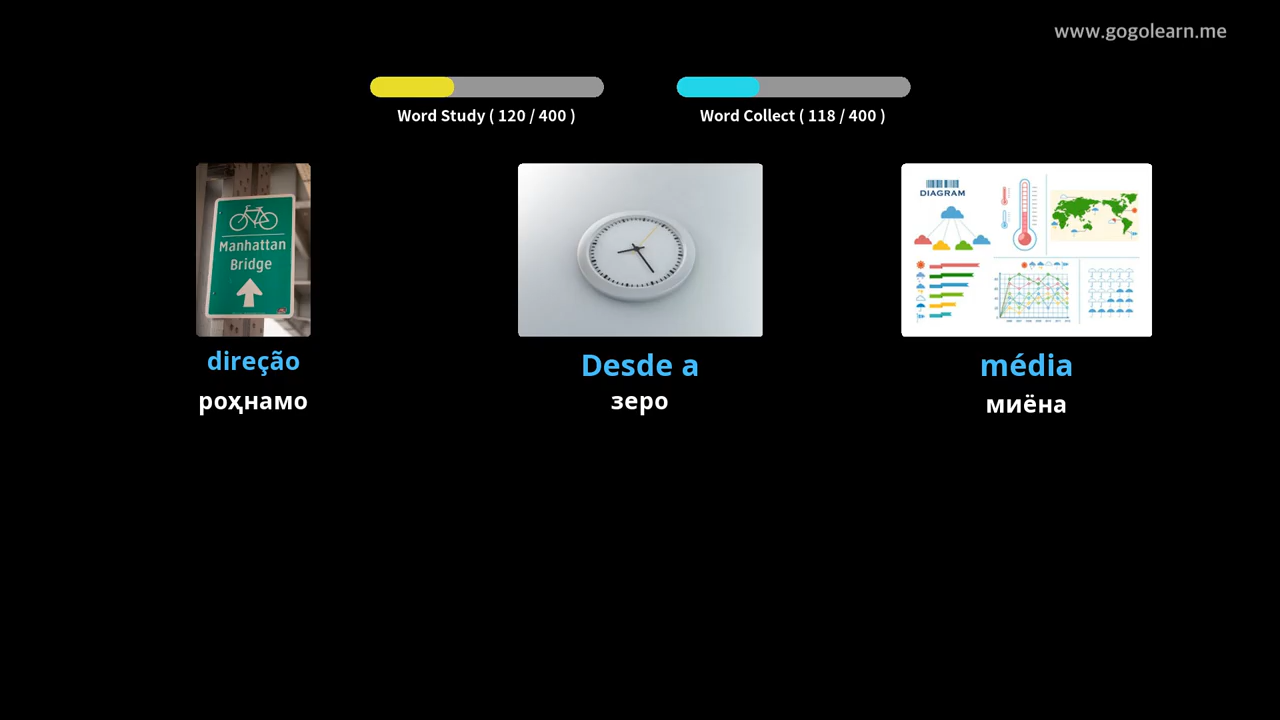 www.gogolearn.me
Word Study ( 120 / 400 )
Word Collect ( 118 / 400 )
Manhattan
Bridge
DIAGRAM
direção
Desde a
média
роҳнамо
зеро
миёна